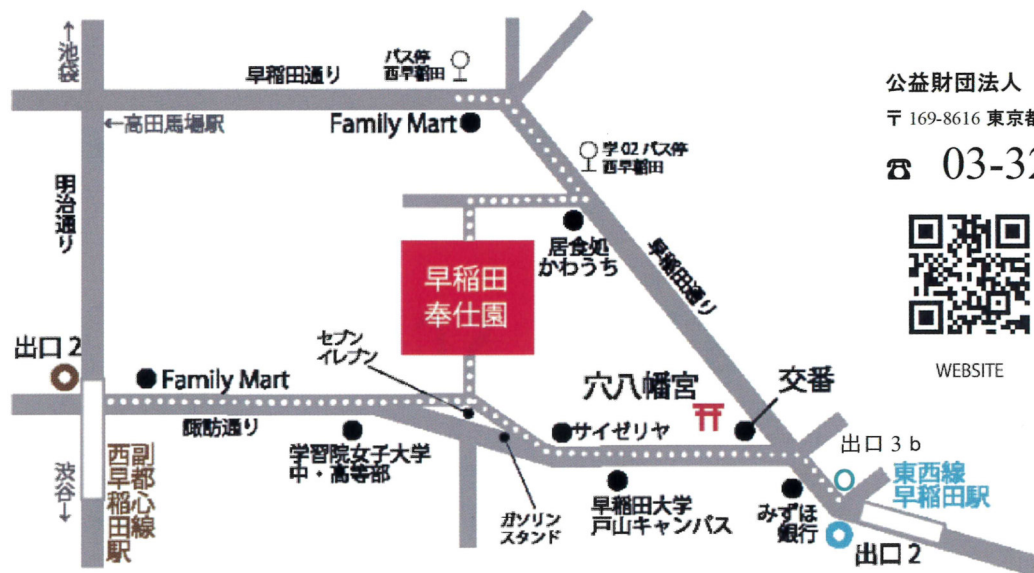 ↑池袋
早稲田通り
バス停
西早稲田
←高田馬場駅
Family Mart
学02 バス停
西早稲田
明治通り
居食処
かわうち
早稲田通り
早稲田
奉仕園
セブン
イレブン
出口 2
Family Mart
諏訪通り
穴八幡宮
交番
サイゼリヤ
学習院女子大学
中・高等部
渋谷↓
副都心線
西早稲田駅
ガソリン
スタンド
早稲田大学
戸山キャンパス
みずほ
銀行
出口 3 b
東西線
早稲田駅
出口 2
公益財団法人
〒169-8616 東京都
☎ 03-32
WEBSITE